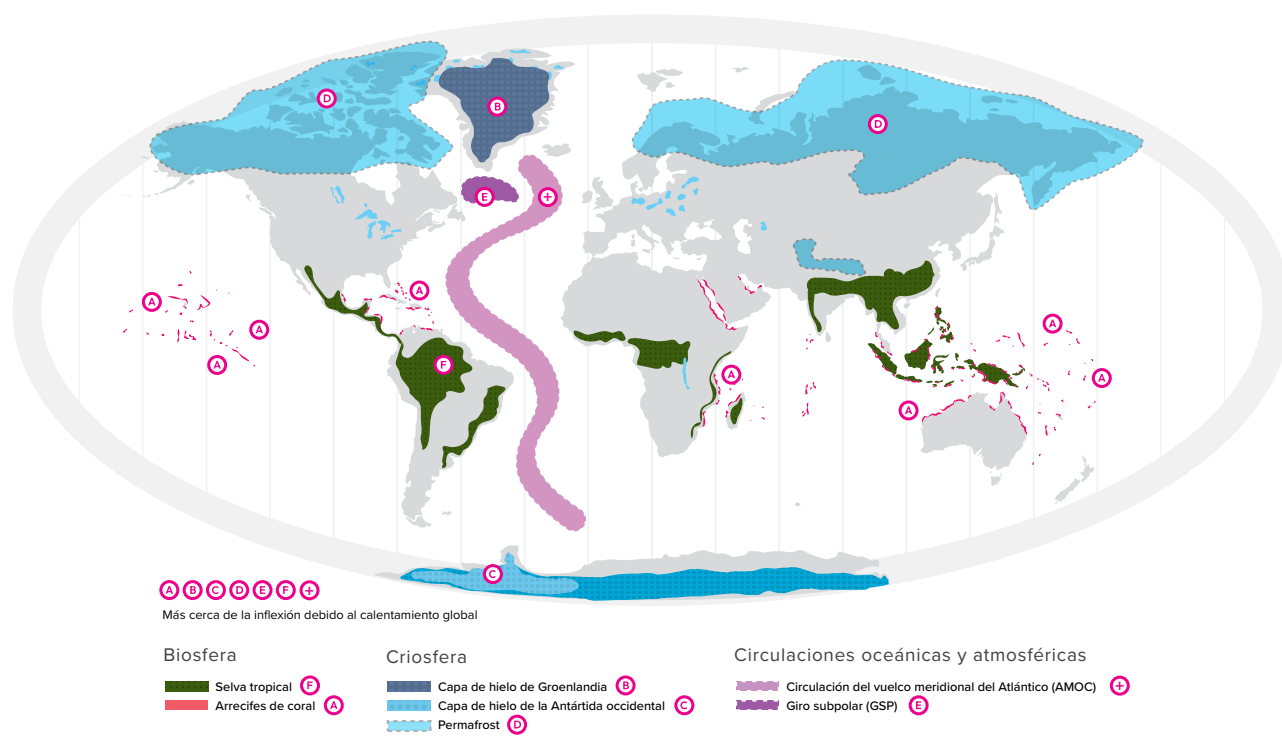 D
B
D
E
+
A
A
A
A
A
F
A
A
A
C
A B C D E F +
Más cerca de la inflexión debido al calentamiento global
Biosfera
Selva tropical F
Arrecifes de coral A
Criosfera
Capa de hielo de Groenlandia B
Capa de hielo de la Antártida occidental C
Permafrost D
Circulaciones oceánicas y atmosféricas
Circulación del vuelco meridional del Atlántico (AMOC) +
Giro subpolar (GSP) E